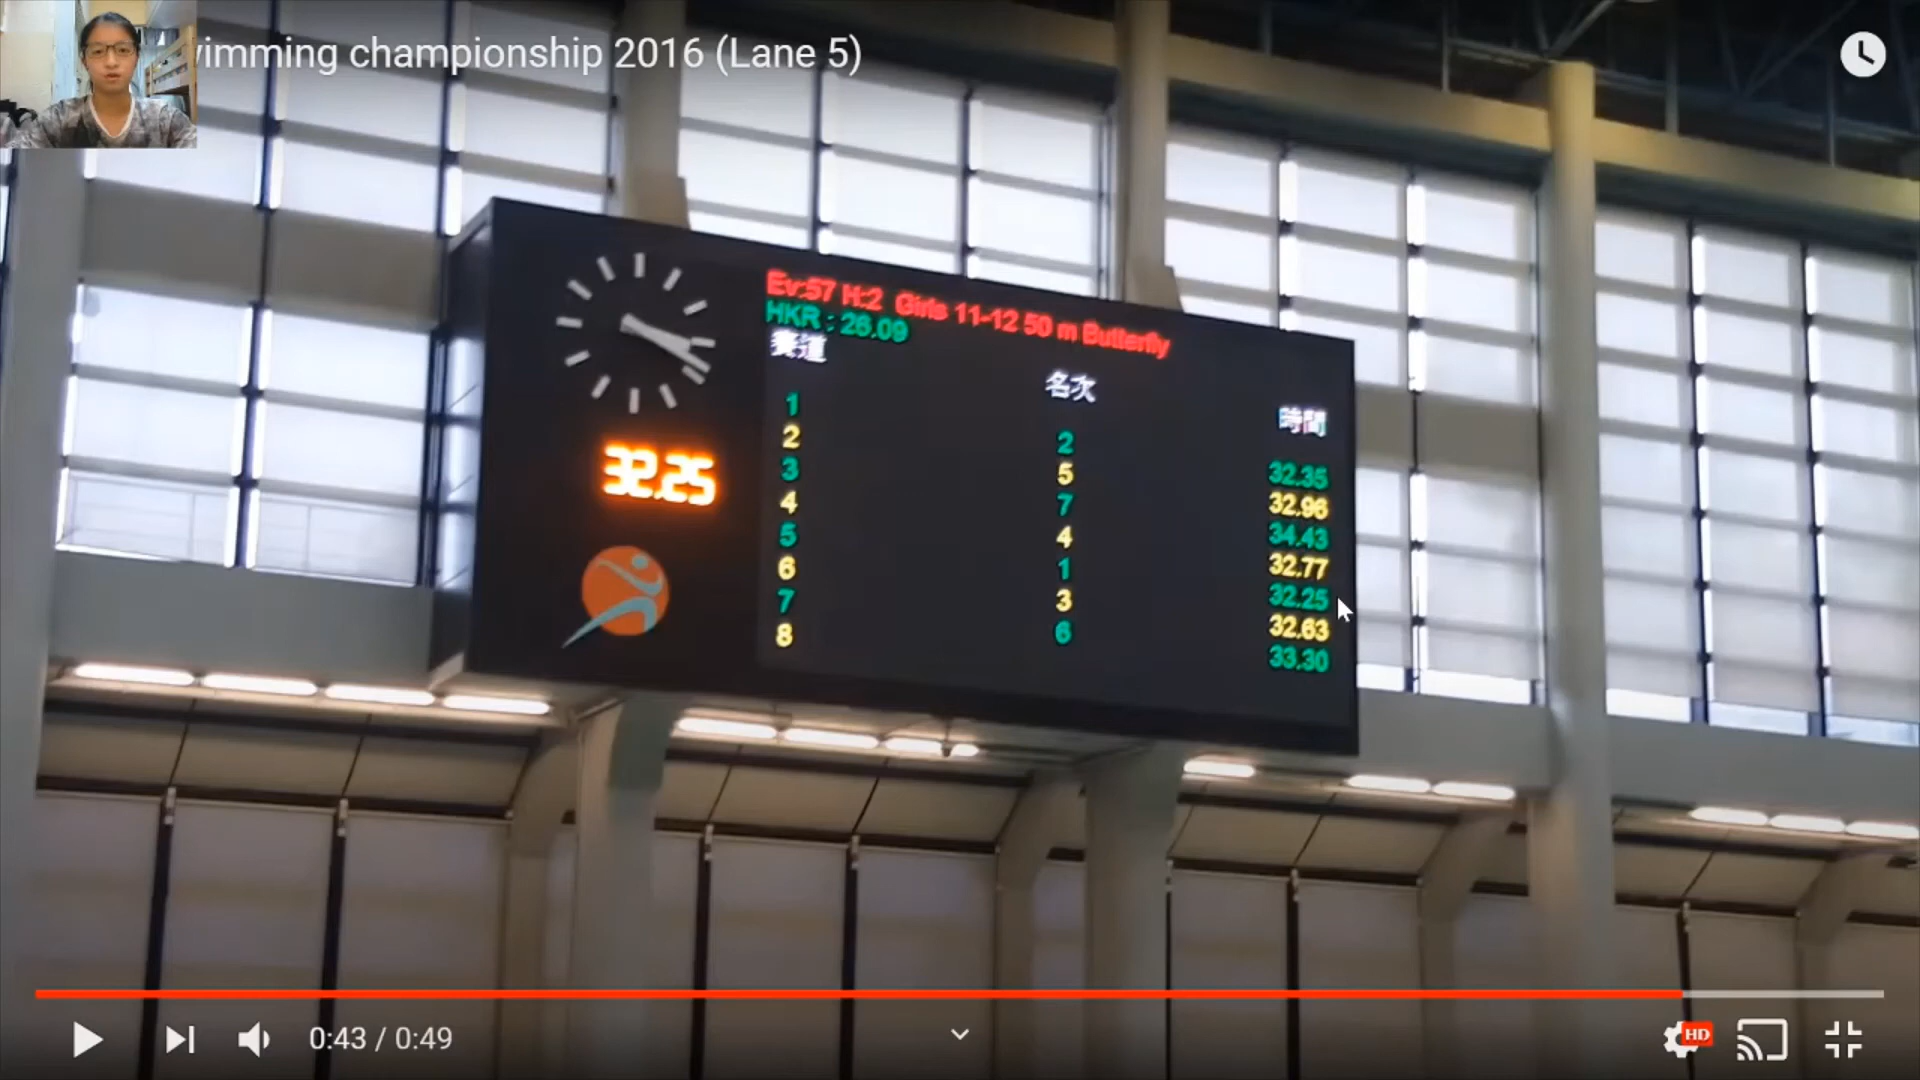 wimming championship 2016 (Lane 5)
Ev:57 H:2 Girls 11-12 50 m Butterfly
HKR : 26.09
賽道 名次 時間
1 2 32.35
2 5 32.96
3 7 34.43
4 4 32.77
5 1 32.25
6 3 32.63
7 6 33.30
8
32.25
0:43 / 0:49
HD